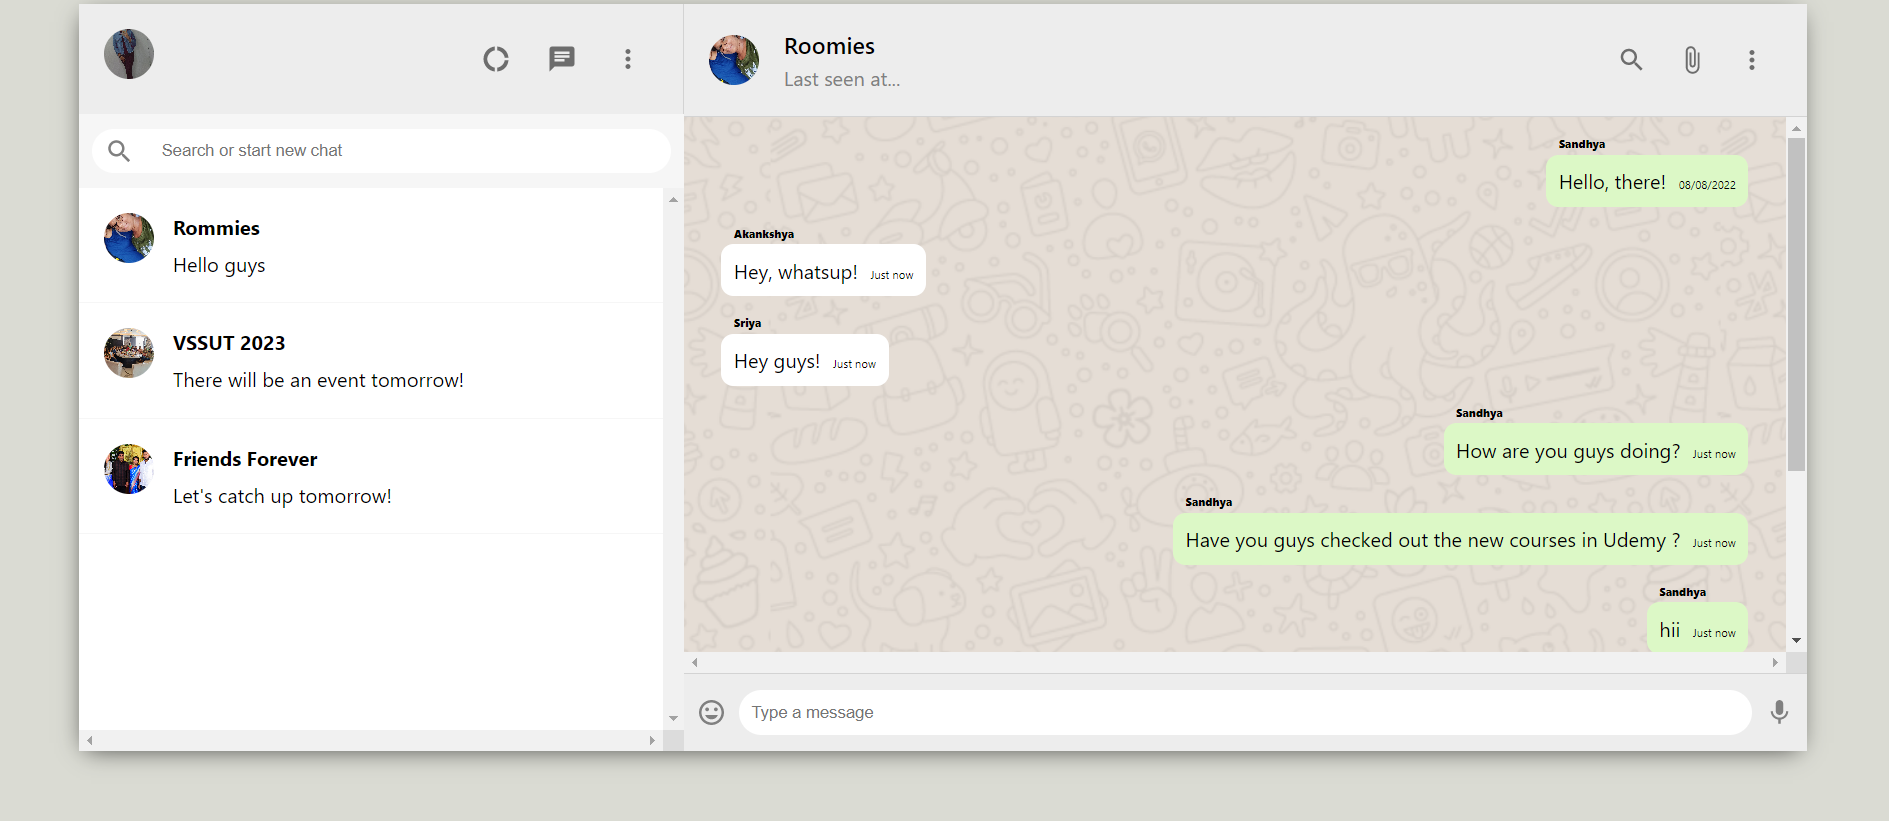 Search or start new chat
Rommies
Hello guys
VSSUT 2023
There will be an event tomorrow!
Friends Forever
Let's catch up tomorrow!
Roomies
Last seen at...
Sandhya
Hello, there! 08/08/2022
Akankshya
Hey, whatsup! Just now
Sriya
Hey guys! Just now
Sandhya
How are you guys doing? Just now
Sandhya
Have you guys checked out the new courses in Udemy ? Just now
Sandhya
hii Just now
Type a message